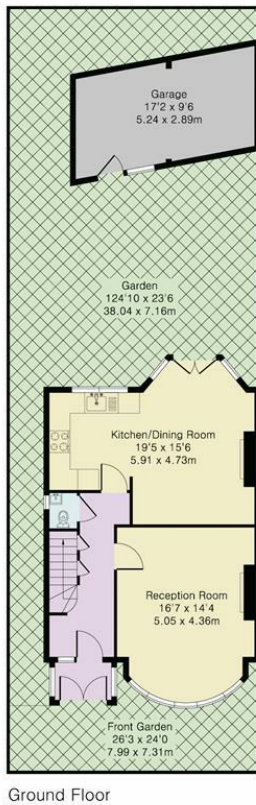 Garage
17'2 x 9'6
5.24 x 2.89m
Garden
124'10 x 23'6
38.04 x 7.16m
Kitchen/Dining Room
19'5 x 15'6
5.91 x 4.73m
Reception Room
16'7 x 14'4
5.05 x 4.36m
Front Garden
26'3 x 24'0
7.99 x 7.31m
Ground Floor